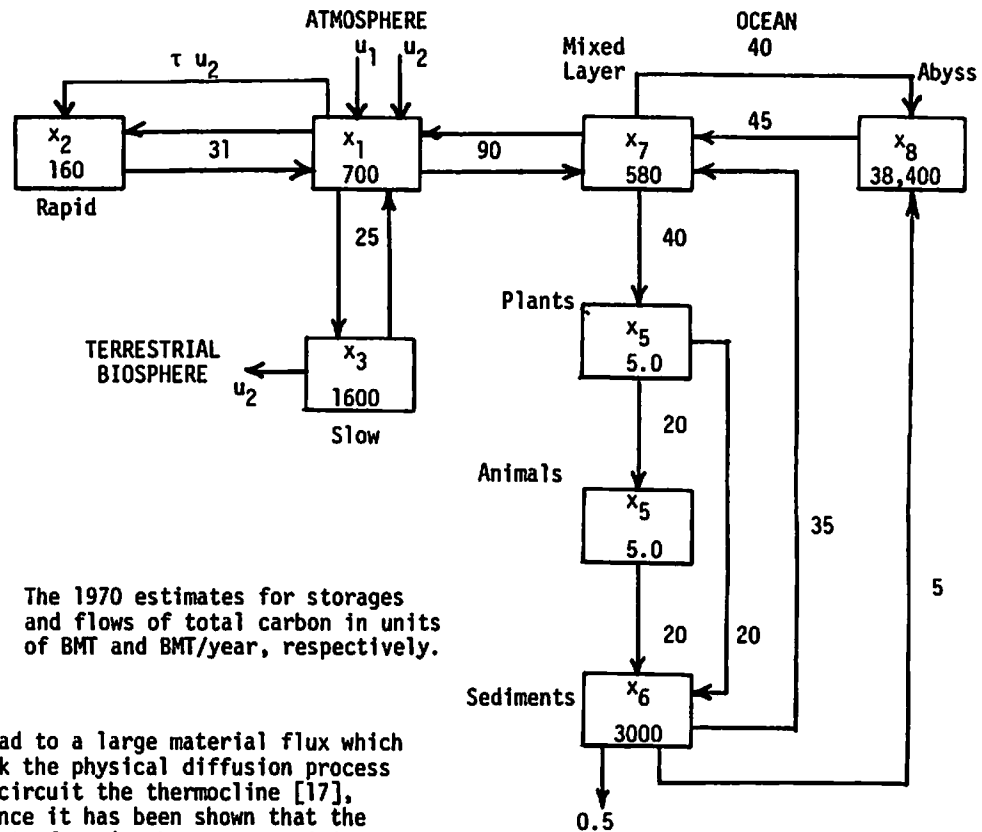 ATMOSPHERE
OCEAN
u1 u2
τ u2
Mixed
Layer
40
Abyss
x2
160
Rapid
31
x1
700
90
x7
580
45
x8
38,400
25
40
Plants
x5
5.0
TERRESTRIAL
BIOSPHERE
u2
x3
1600
Slow
20
Animals
x5
5.0
35
5
The 1970 estimates for storages
and flows of total carbon in units
of BMT and BMT/year, respectively.
20
20
Sediments
x6
3000
0.5
ad to a large material flux which
k the physical diffusion process
circuit the thermocline [17],
nce it has been shown that the